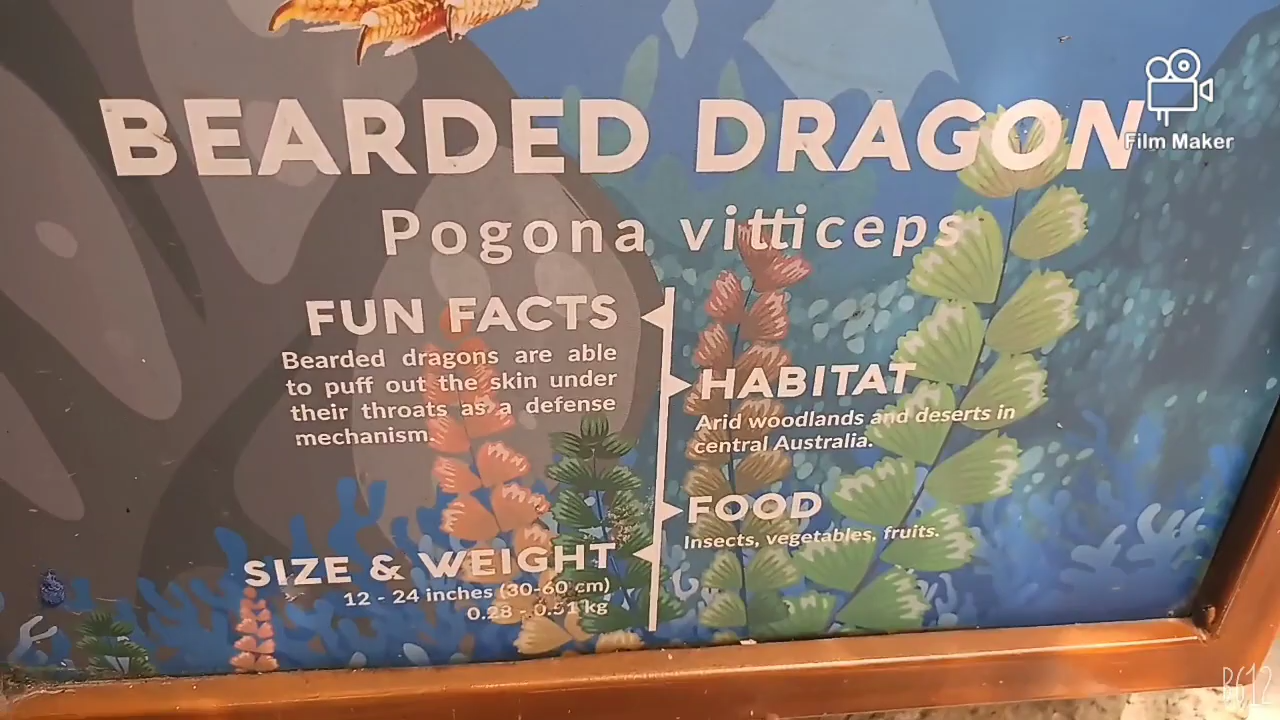 BEARDED DRAGON
Film Maker
Pogona vitticeps
FUN FACTS
Bearded dragons are able
to puff out the skin under
their throats as a defense
mechanism.
HABITAT
Arid woodlands and deserts in
central Australia.
FOOD
Insects, vegetables, fruits.
SIZE & WEIGHT
12 - 24 inches (30-60 cm)
0.28 - 0.51 kg
B612